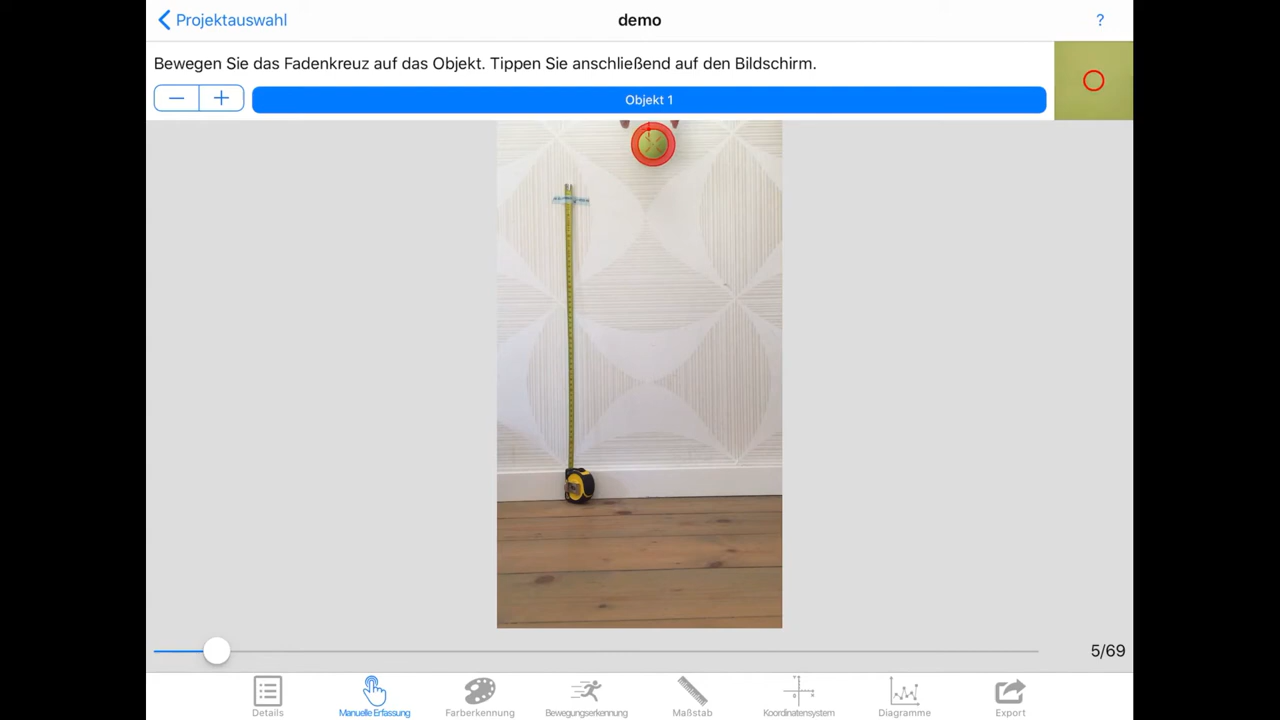 Projektauswahl
demo
?
Bewegen Sie das Fadenkreuz auf das Objekt. Tippen Sie anschließend auf den Bildschirm.
Objekt 1
5/69
Details
Manuelle Erfassung
Farberkennung
Bewegungserkennung
Maßstab
Koordinatensystem
Diagramme
Export